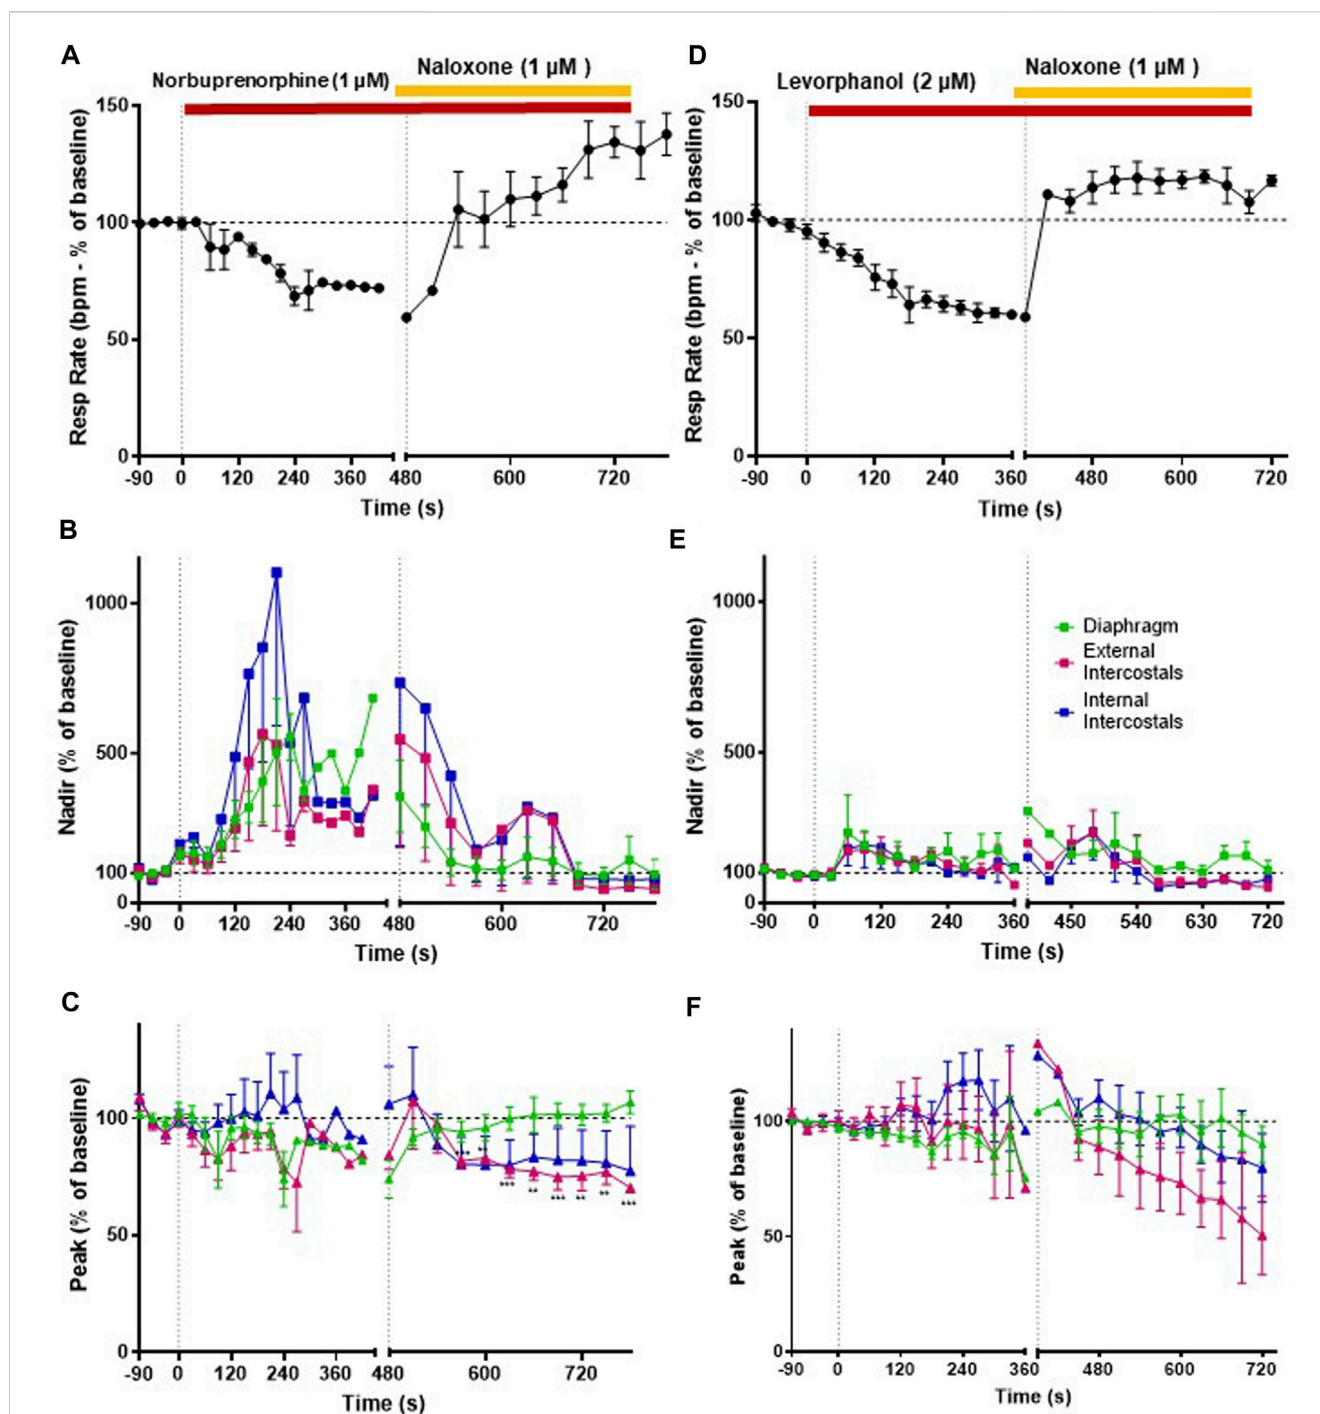 A
Norbuprenorphine (1 µM)
Naloxone (1 µM )
150
100
50
0
Resp Rate (bpm - % of baseline)
-90 0 120 240 360 480 600 720
Time (s)
D
Levorphanol (2 µM)
Naloxone (1 µM )
150
100
50
0
Resp Rate (bpm - % of baseline)
-90 0 120 240 360 480 600 720
Time (s)
B
1000
500
100
0
Nadir (% of baseline)
-90 0 120 240 360 480 600 720
Time (s)
E
1000
500
100
0
Nadir (% of baseline)
Diaphragm
External
Intercostals
Internal
Intercostals
-90 0 120 240 360 450 540 630 720
Time (s)
C
100
50
0
Peak (% of baseline)
*** ** *** ** *** ** ** ***
-90 0 120 240 360 480 600 720
Time (s)
F
100
50
0
Peak (% of baseline)
-90 0 120 240 360 480 600 720
Time (s)